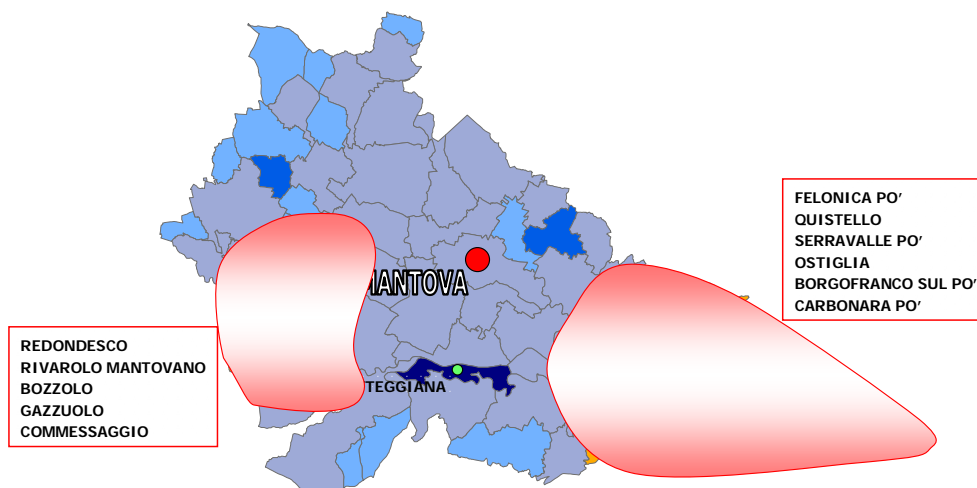 FELONICA PO'
QUISTELLO
SERRAVALLE PO'
OSTIGLIA
BORGOFRANCO SUL PO'
CARBONARA PO'
MANTOVA
REDONDESCO
RIVAROLO MANTOVANO
BOZZOLO
GAZZUOLO
COMMESSAGGIO
TEGGIANA